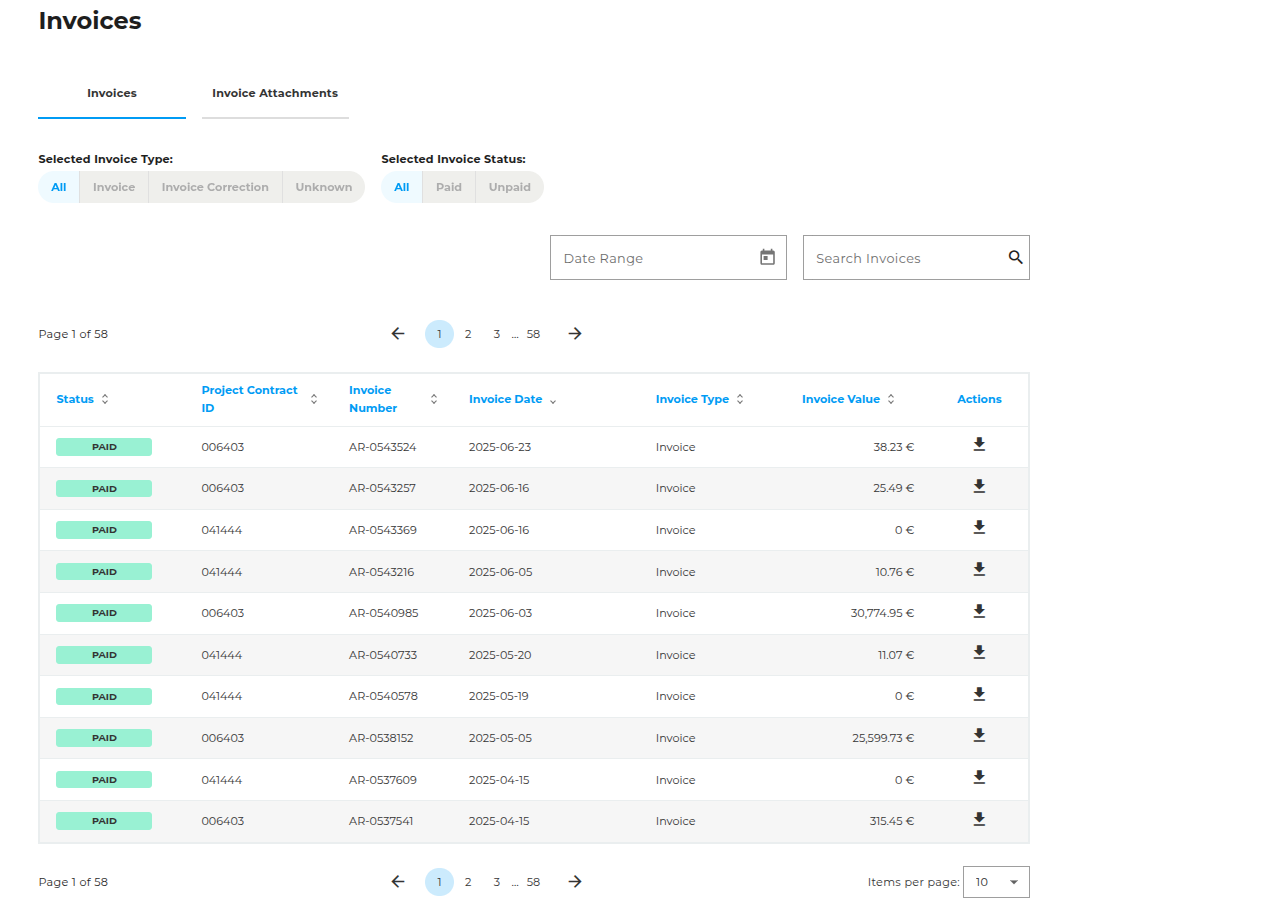 Invoices
Invoices Invoice Attachments
Selected Invoice Type: Selected Invoice Status:
All Invoice Invoice Correction Unknown All Paid Unpaid
Date Range Search Invoices
Page 1 of 58 1 2 3 ... 58
Status Project Contract ID Invoice Number Invoice Date Invoice Type Invoice Value Actions
PAID 006403 AR-0543524 2025-06-23 Invoice 38.23 €
PAID 006403 AR-0543257 2025-06-16 Invoice 25.49 €
PAID 041444 AR-0543369 2025-06-16 Invoice 0 €
PAID 041444 AR-0543216 2025-06-05 Invoice 10.76 €
PAID 006403 AR-0540985 2025-06-03 Invoice 30,774.95 €
PAID 041444 AR-0540733 2025-05-20 Invoice 11.07 €
PAID 041444 AR-0540578 2025-05-19 Invoice 0 €
PAID 006403 AR-0538152 2025-05-05 Invoice 25,599.73 €
PAID 041444 AR-0537609 2025-04-15 Invoice 0 €
PAID 006403 AR-0537541 2025-04-15 Invoice 315.45 €
Page 1 of 58 1 2 3 ... 58 Items per page: 10